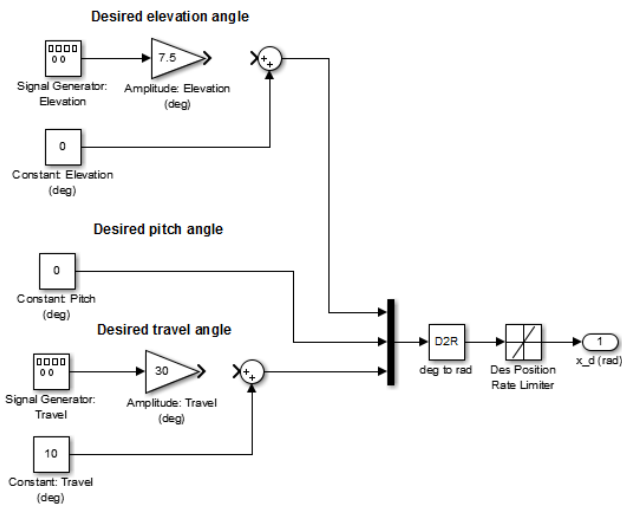 Desired elevation angle
7.5
+
+
Signal Generator:
Elevation
Amplitude: Elevation
(deg)
0
Constant: Elevation
(deg)
Desired pitch angle
0
Constant: Pitch
(deg)
Desired travel angle
30
+
+
Signal Generator:
Travel
Amplitude: Travel
(deg)
10
Constant: Travel
(deg)
D2R
deg to rad
Des Position
Rate Limiter
1
x_d (rad)